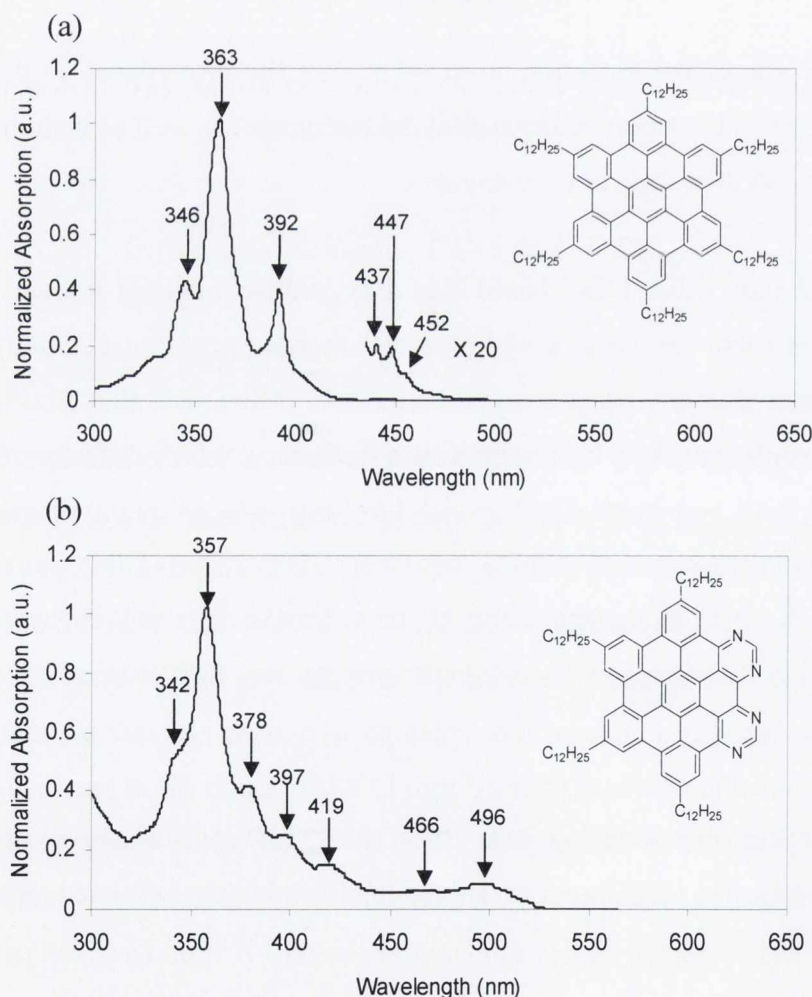 (a)
363
1.2
C12H25
1
C12H25
C12H25
0.8
Normalized Absorption (a.u.)
346
392
447
0.6
437
C12H25
C12H25
0.4
452
C12H25
0.2
X 20
0
300 350 400 450 500 550 600 650
Wavelength (nm)
(b)
357
1.2
C12H25
1
C12H25
N
N
0.8
Normalized Absorption (a.u.)
342
378
N
0.6
397
C12H25
N
419
0.4
466
496
C12H25
0.2
0
300 350 400 450 500 550 600 650
Wavelength (nm)